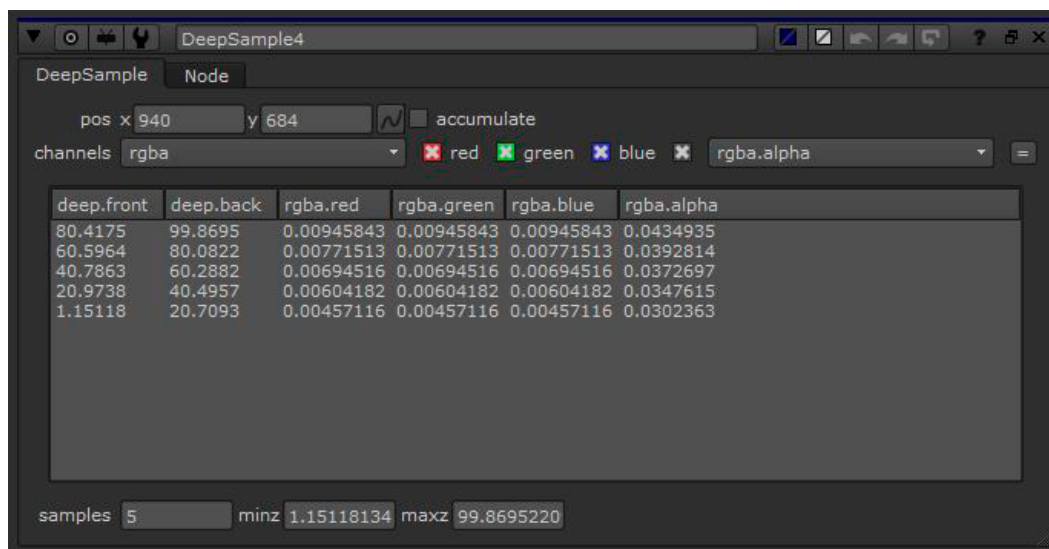 DeepSample4 ?
DeepSample Node
pos x 940 y 684 accumulate
channels rgba red green blue rgba.alpha =
deep.front deep.back rgba.red rgba.green rgba.blue rgba.alpha
80.4175 99.8695 0.00945843 0.00945843 0.00945843 0.0434935
60.5964 80.0822 0.00771513 0.00771513 0.00771513 0.0392814
40.7863 60.2882 0.00694516 0.00694516 0.00694516 0.0372697
20.9738 40.4957 0.00604182 0.00604182 0.00604182 0.0347615
1.15118 20.7093 0.00457116 0.00457116 0.00457116 0.0302363
samples 5 minz 1.15118134 maxz 99.8695220